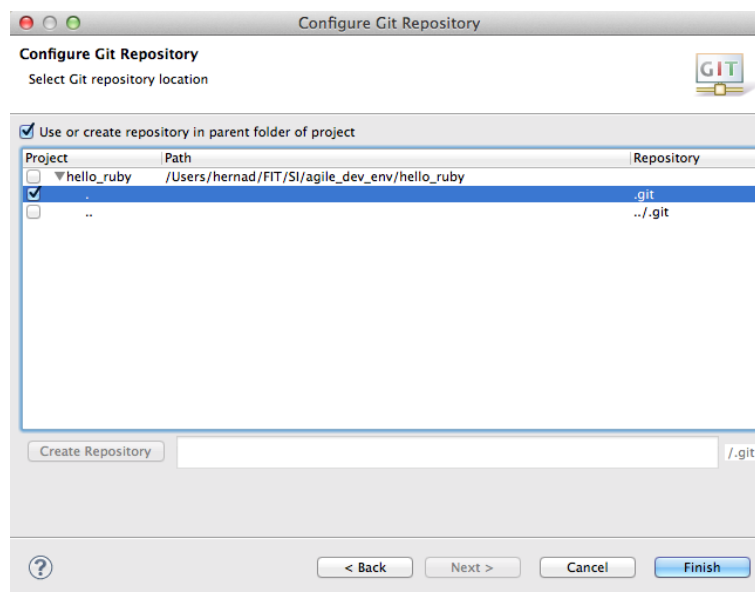 Configure Git Repository
Configure Git Repository
Select Git repository location
GIT
Use or create repository in parent folder of project
Project Path Repository
hello_ruby /Users/hernad/FIT/SI/agile_dev_env/hello_ruby
. .git
.. ../.git
Create Repository /.git
? < Back Next > Cancel Finish